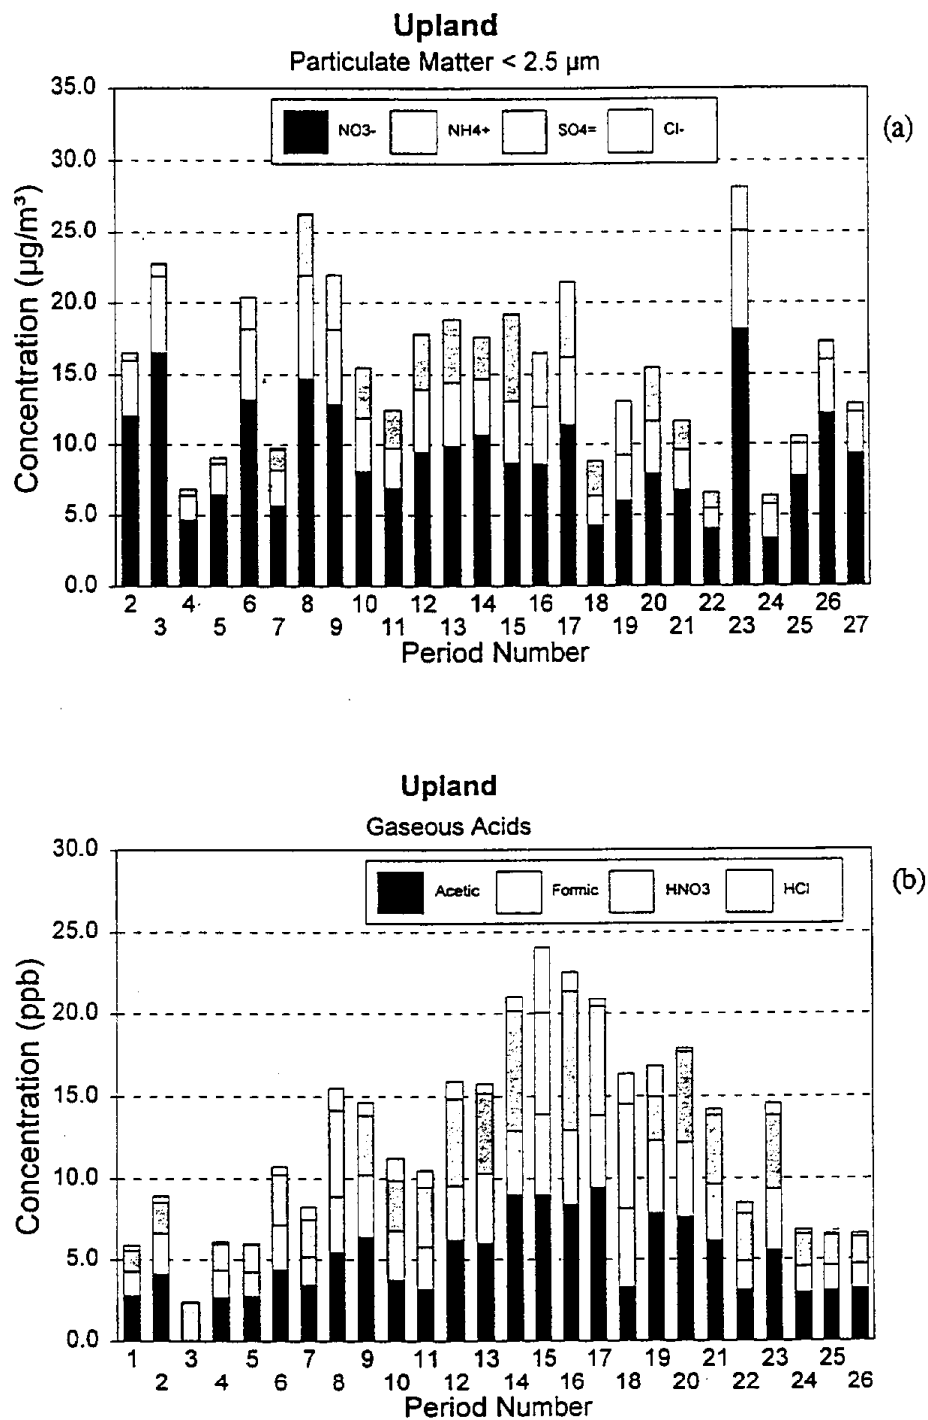 Upland
Particulate Matter < 2.5 µm
(a)
35.0
30.0
25.0
20.0
15.0
10.0
5.0
0.0
Concentration (µg/m³)
NO3- NH4+ SO4= Cl-
2 4 6 8 10 12 14 16 18 20 22 24 26
3 5 7 9 11 13 15 17 19 21 23 25 27
Period Number
Upland
Gaseous Acids
(b)
30.0
25.0
20.0
15.0
10.0
5.0
0.0
Concentration (ppb)
Acetic Formic HNO3 HCl
1 3 5 7 9 11 13 15 17 19 21 23 25
2 4 6 8 10 12 14 16 18 20 22 24 26
Period Number